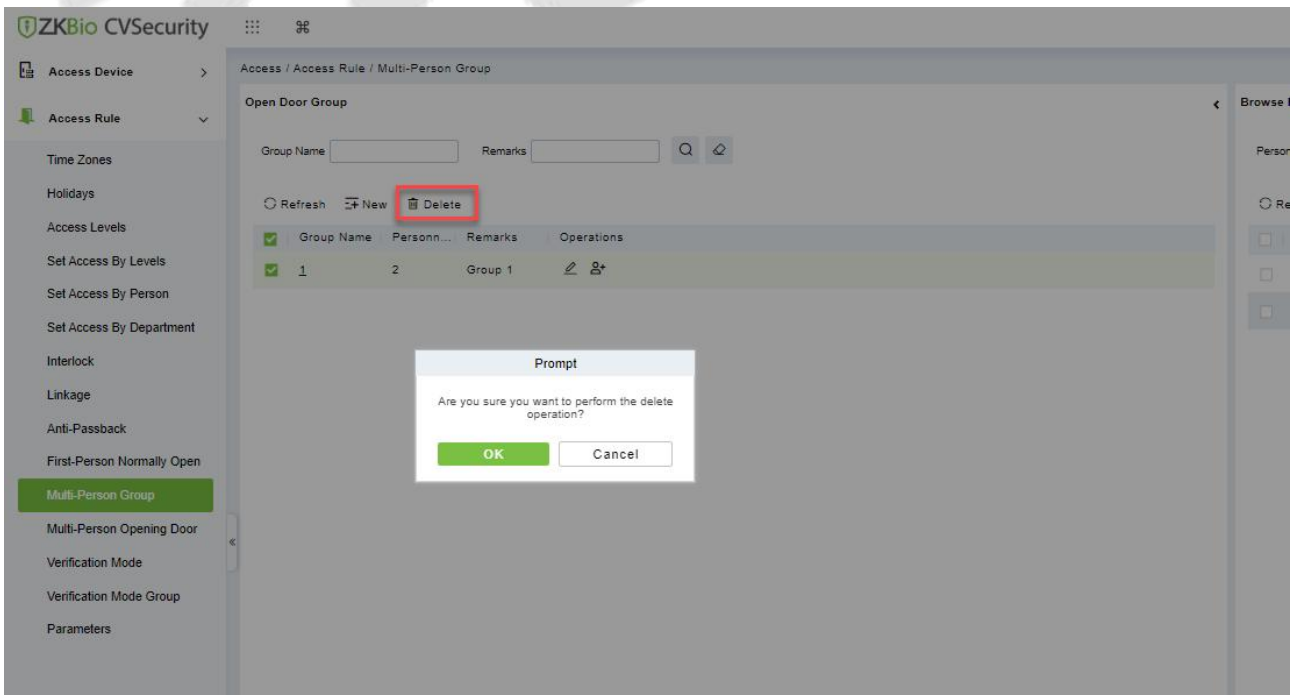 ZKBio CVSecurity
Access Device
Access Rule
Time Zones
Holidays
Access Levels
Set Access By Levels
Set Access By Person
Set Access By Department
Interlock
Linkage
Anti-Passback
First-Person Normally Open
Multi-Person Group
Multi-Person Opening Door
Verification Mode
Verification Mode Group
Parameters
Access / Access Rule / Multi-Person Group
Open Door Group
Group Name Remarks
Refresh New Delete
Group Name Personn... Remarks Operations
1 2 Group 1
Prompt
Are you sure you want to perform the delete
operation?
OK Cancel
Browse
Person
Re